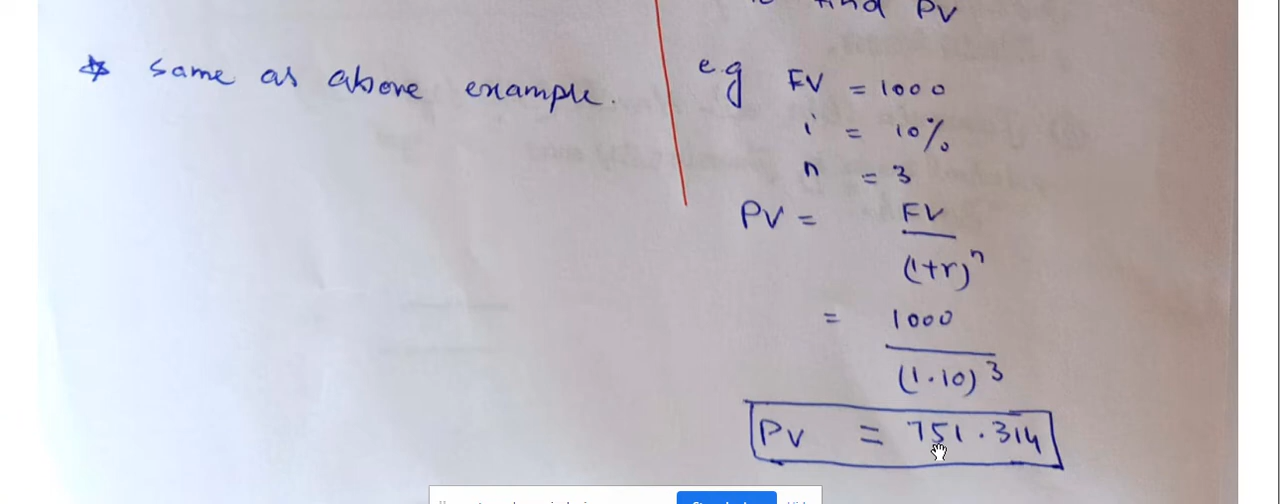 find PV
* same as above example.
e.g FV = 1000
i = 10%
n = 3
PV = FV
(1+r)^n
= 1000
(1.10)^3
PV = 751.314